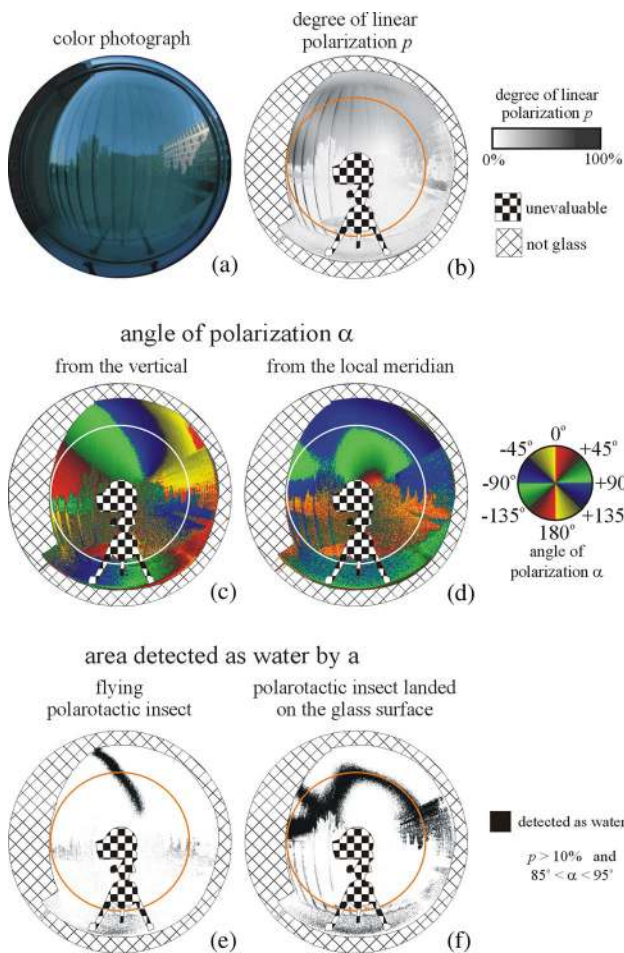 color photograph
degree of linear
polarization p
degree of linear
polarization p
0% 100%
unevaluable
not glass
(a)
(b)
angle of polarization α
from the vertical
from the local meridian
0°
-45° +45°
-90° +90°
-135° +135°
180°
angle of
polarization α
(c)
(d)
area detected as water by a
flying
polarotactic insect
polarotactic insect landed
on the glass surface
detected as water
p > 10% and
85° < α < 95°
(e)
(f)